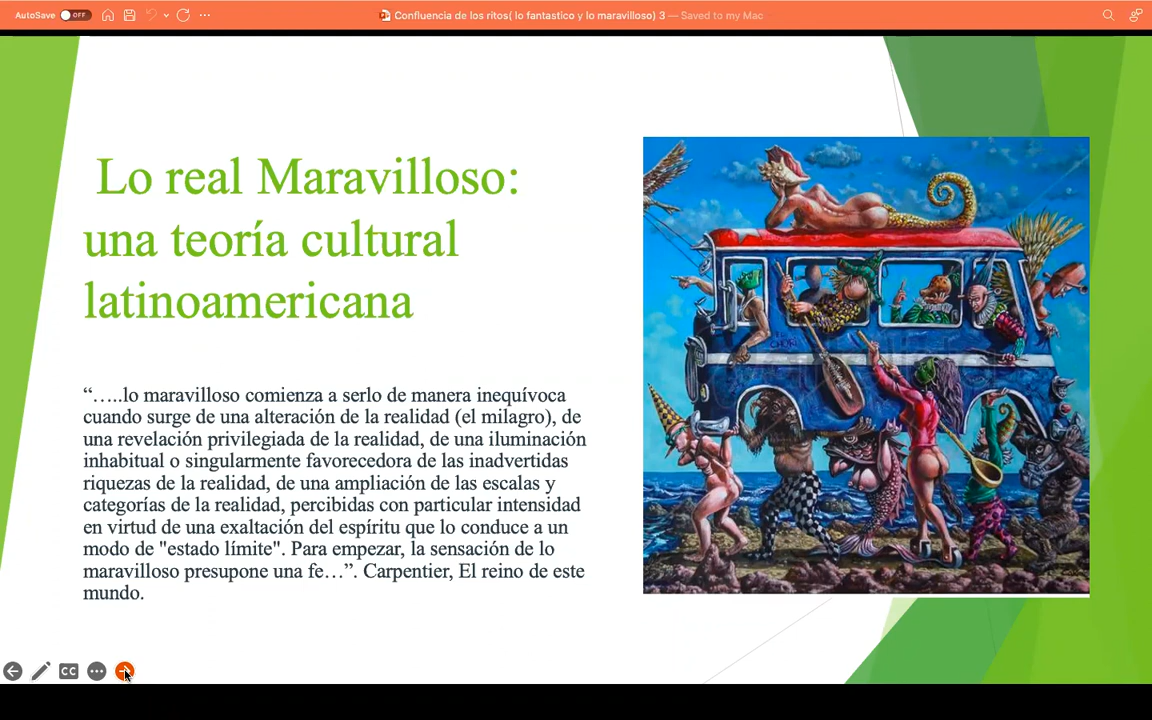 AutoSave
OFF
Confluencia de los ritos( lo fantastico y lo maravilloso) 3 — Saved to my Mac
Lo real Maravilloso:
una teoría cultural
latinoamericana
“…..lo maravilloso comienza a serlo de manera inequívoca
cuando surge de una alteración de la realidad (el milagro), de
una revelación privilegiada de la realidad, de una iluminación
inhabitual o singularmente favorecedora de las inadvertidas
riquezas de la realidad, de una ampliación de las escalas y
categorías de la realidad, percibidas con particular intensidad
en virtud de una exaltación del espíritu que lo conduce a un
modo de "estado límite". Para empezar, la sensación de lo
maravilloso presupone una fe…”. Carpentier, El reino de este
mundo.
CC